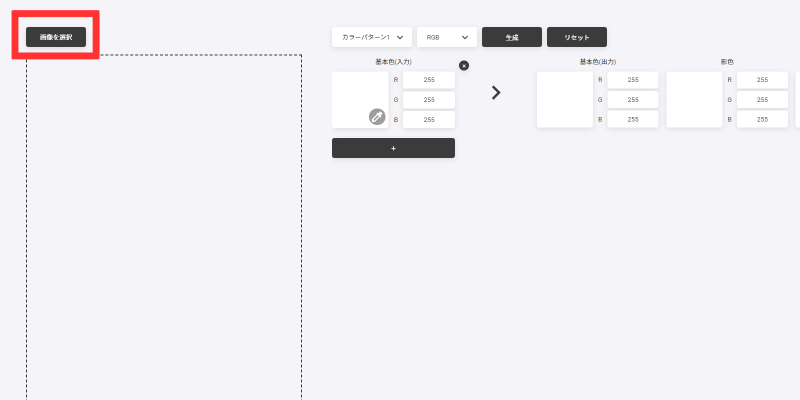 画像を選択
カラーパターン1
RGB
生成
リセット
基本色(入力)
R 255
G 255
B 255
+
基本色(出力)
R 255
G 255
B 255
影色
R 255
G 255
B 255